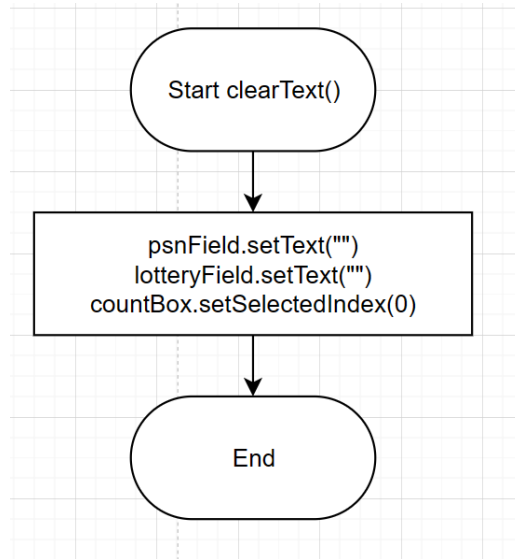 Start clearText()
psnField.setText("")
lotteryField.setText("")
countBox.setSelectedIndex(0)
End